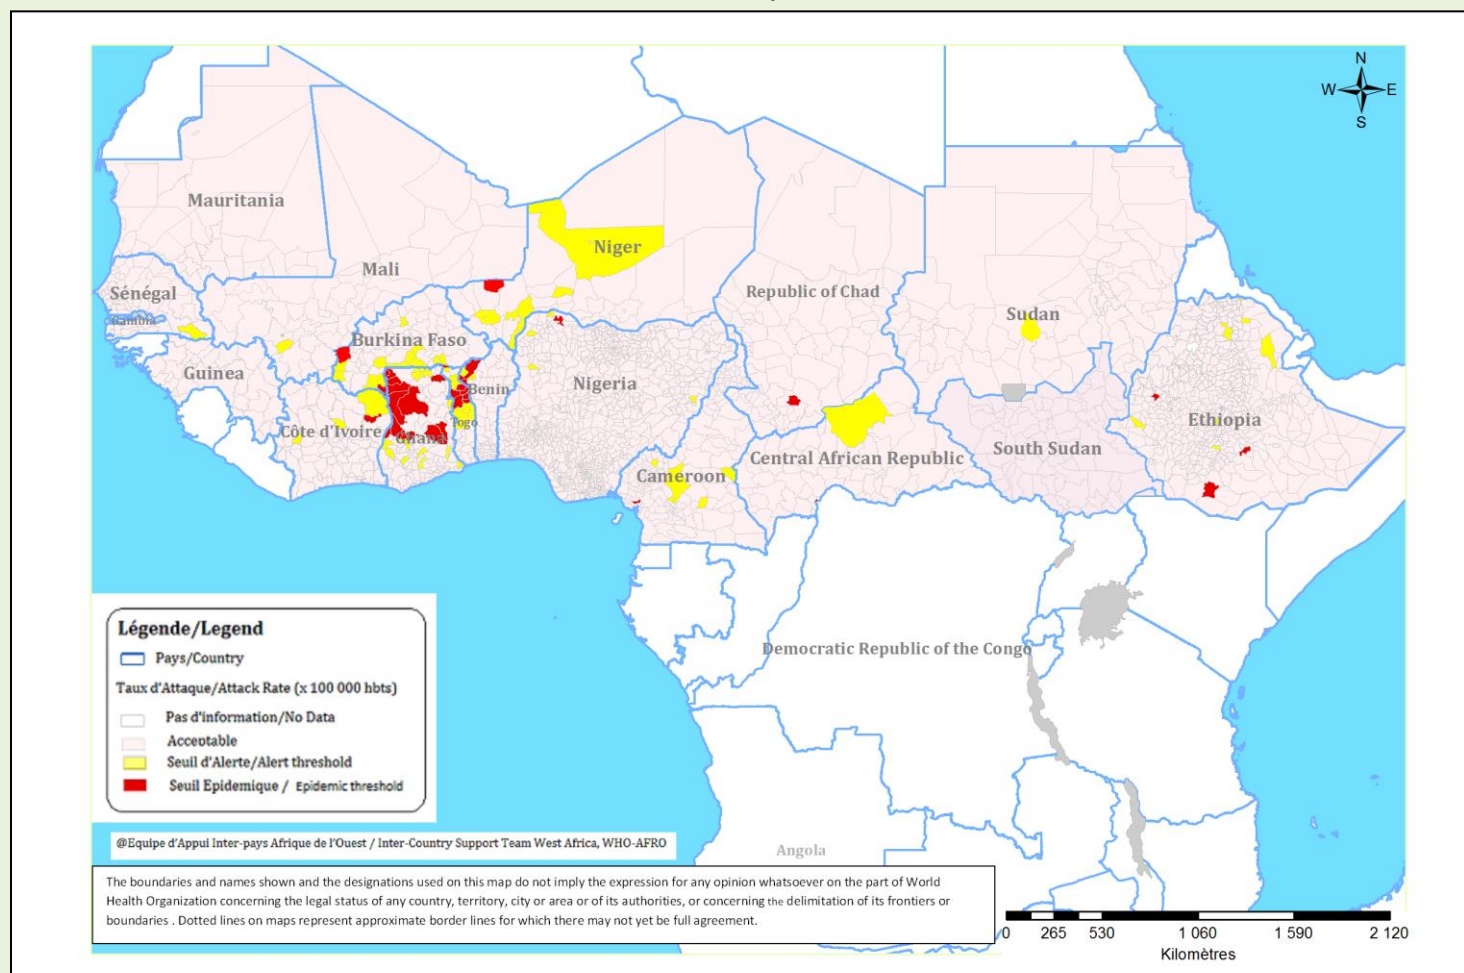 N
W
E
S
Mauritania
Niger
Mali
Sénégal
Gambia
Republic of Chad
Sudan
Burkina Faso
Guinea
Nigeria
Benin
Togo
Côte d'Ivoire
Ghana
Ethiopia
South Sudan
Central African Republic
Cameroon
Democratic Republic of the Congo
Angola
Légende/Legend
Pays/Country
Taux d'Attaque/Attack Rate (x 100 000 hbts)
Pas d'information/No Data
Acceptable
Seuil d'Alerte/Alert threshold
Seuil Epidemique / Epidemic threshold
@Equipe d'Appui Inter-pays Afrique de l'Ouest / Inter-Country Support Team West Africa, WHO-AFRO
The boundaries and names shown and the designations used on this map do not imply the expression for any opinion whatsoever on the part of World
Health Organization concerning the legal status of any country, territory, city or area or of its authorities, or concerning the delimitation of its frontiers or
boundaries . Dotted lines on maps represent approximate border lines for which there may not yet be full agreement.
0 265 530 1 060 1 590 2 120
Kilomètres